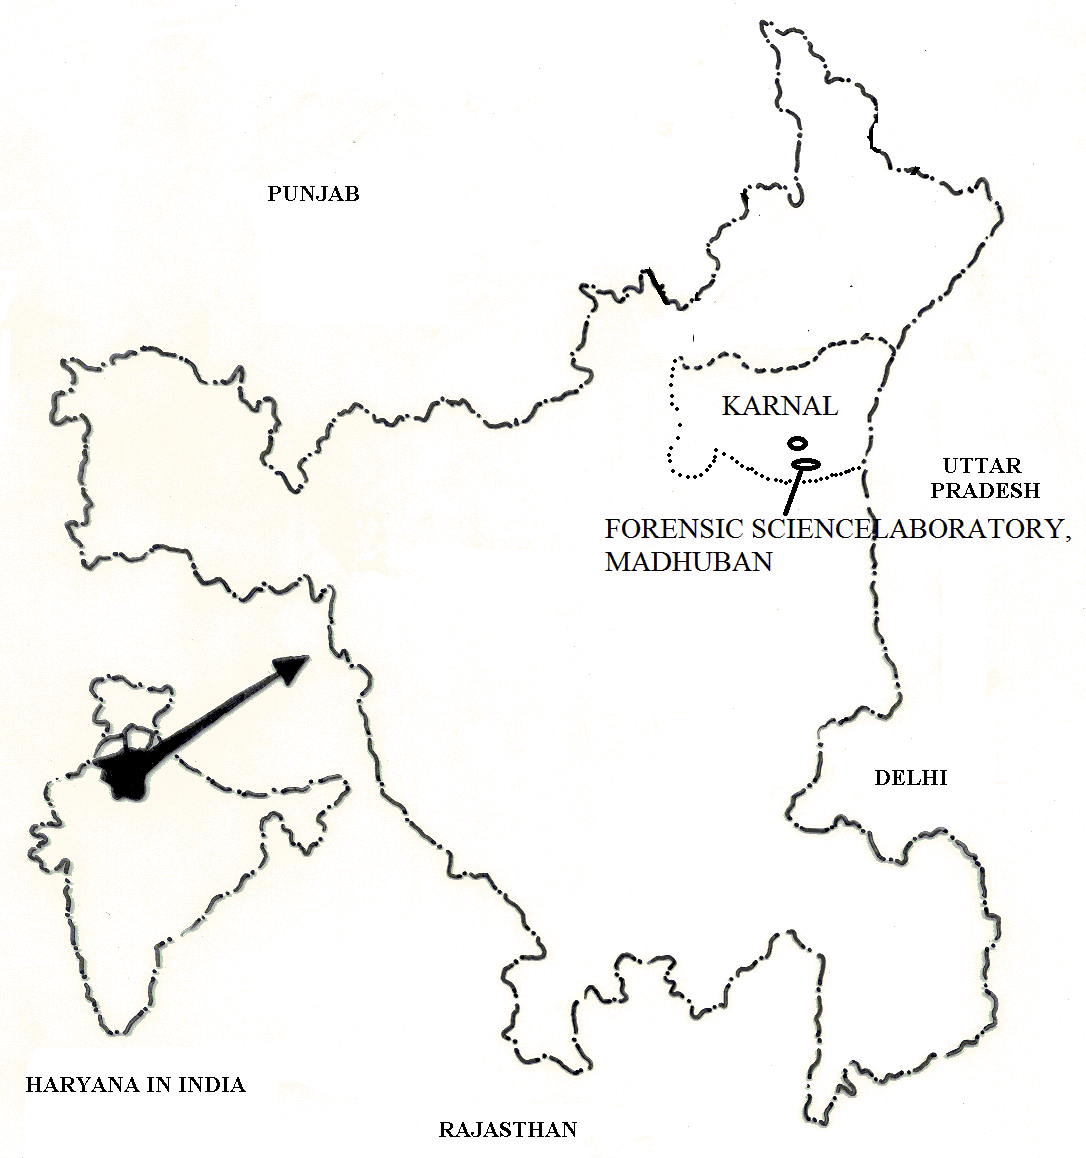 PUNJAB
KARNAL
UTTAR
PRADESH
FORENSIC SCIENCELABORATORY,
MADHUBAN
DELHI
HARYANA IN INDIA
RAJASTHAN